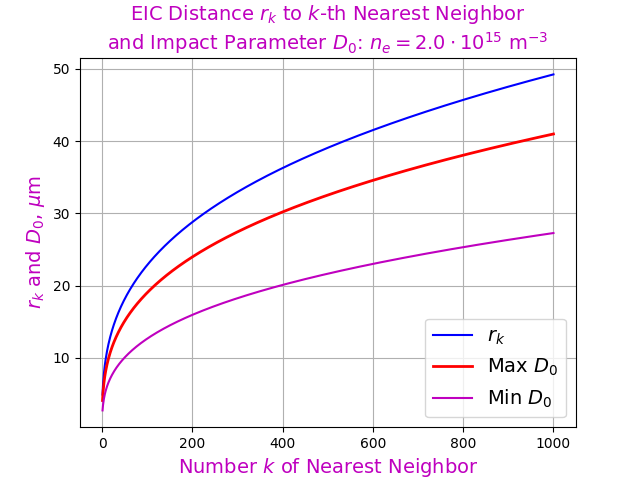 EIC Distance r_k to k-th Nearest Neighbor
and Impact Parameter D_0: n_e = 2.0 · 10^15 m^−3
50
40
30
20
10
r_k and D_0, μm
r_k
Max D_0
Min D_0
0 200 400 600 800 1000
Number k of Nearest Neighbor